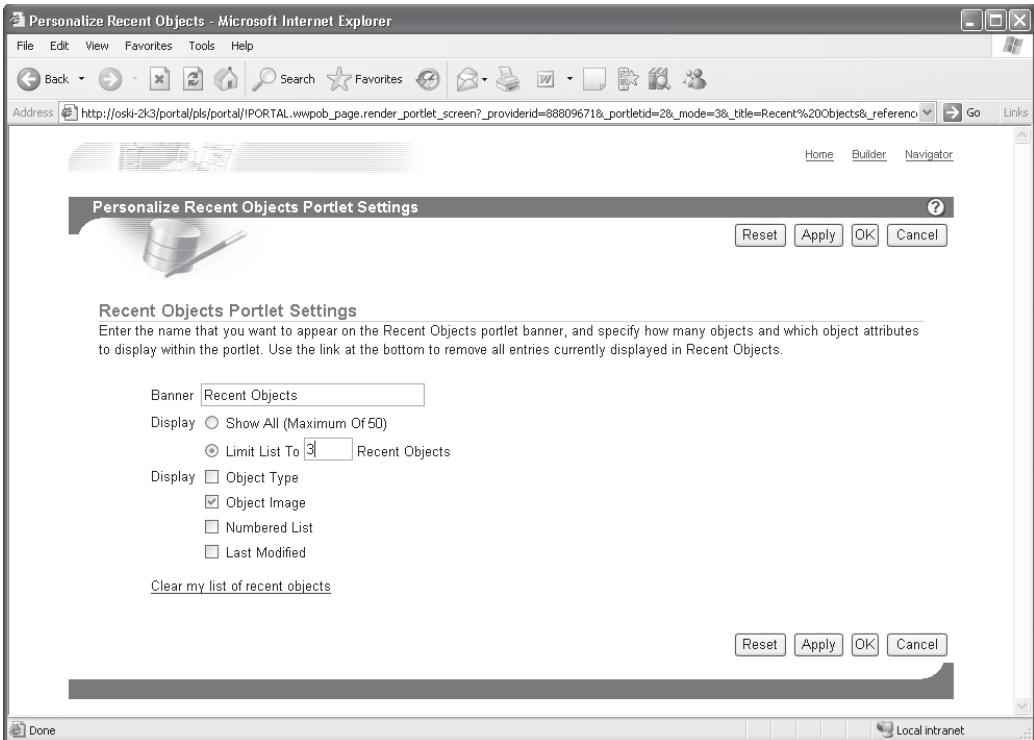 Personalize Recent Objects - Microsoft Internet Explorer
File Edit View Favorites Tools Help
Back Search Favorites
Address http://oski-2k3/portal/pls/portal/!PORTAL.wwpob_page.render_portlet_screen?_providerid=88809671&_portletid=2&_mode=3&_title=Recent%20Objects&_referenc Go Links
Home Builder Navigator
Personalize Recent Objects Portlet Settings ?
Reset Apply OK Cancel
Recent Objects Portlet Settings
Enter the name that you want to appear on the Recent Objects portlet banner, and specify how many objects and which object attributes
to display within the portlet. Use the link at the bottom to remove all entries currently displayed in Recent Objects.
Banner Recent Objects
Display Show All (Maximum Of 50)
Limit List To 3 Recent Objects
Display Object Type
Object Image
Numbered List
Last Modified
Clear my list of recent objects
Reset Apply OK Cancel
Done Local intranet